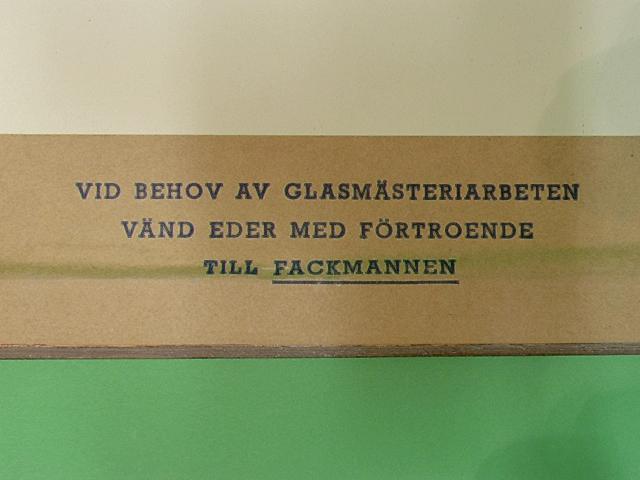 VID BEHOV AV GLASMÄSTERIARBETEN
VÄND EDER MED FÖRTROENDE
TILL FACKMANNEN